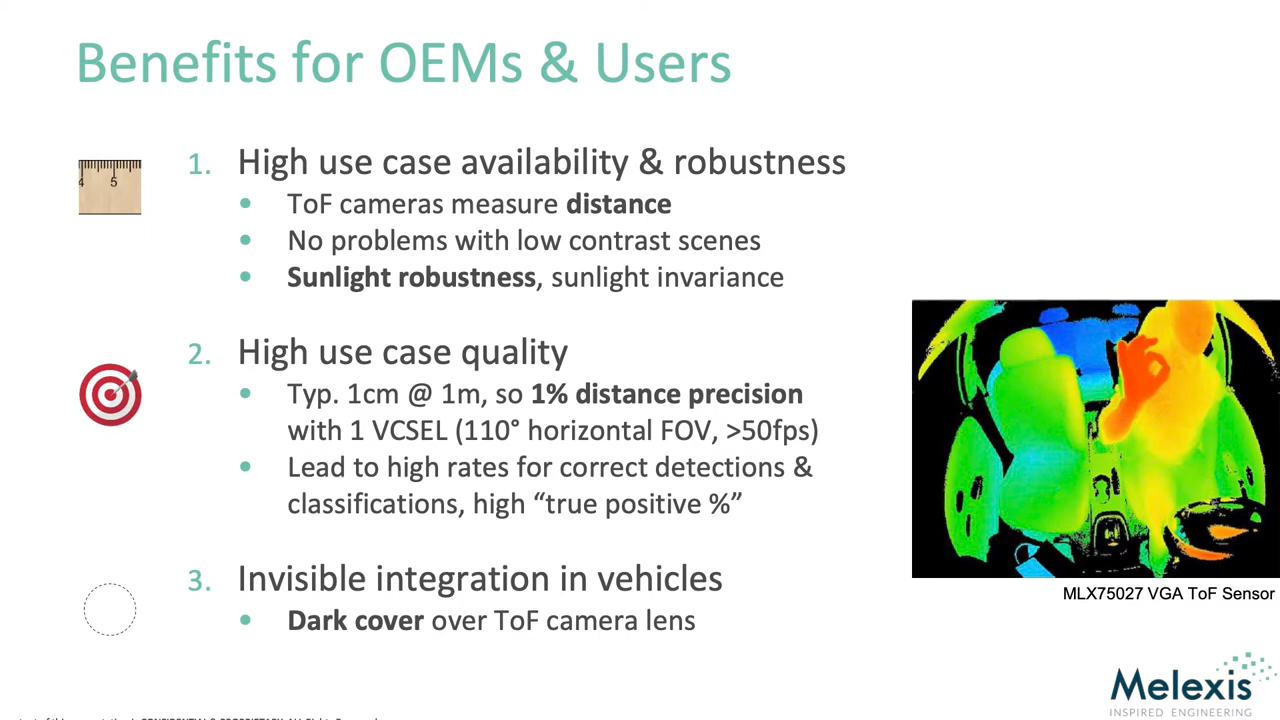 Benefits for OEMs & Users
4 5
1. High use case availability & robustness
• ToF cameras measure distance
• No problems with low contrast scenes
• Sunlight robustness, sunlight invariance
2. High use case quality
• Typ. 1cm @ 1m, so 1% distance precision
with 1 VCSEL (110° horizontal FOV, >50fps)
• Lead to high rates for correct detections &
classifications, high “true positive %”
MLX75027 VGA ToF Sensor
3. Invisible integration in vehicles
• Dark cover over ToF camera lens
Melexis
INSPIRED ENGINEERING